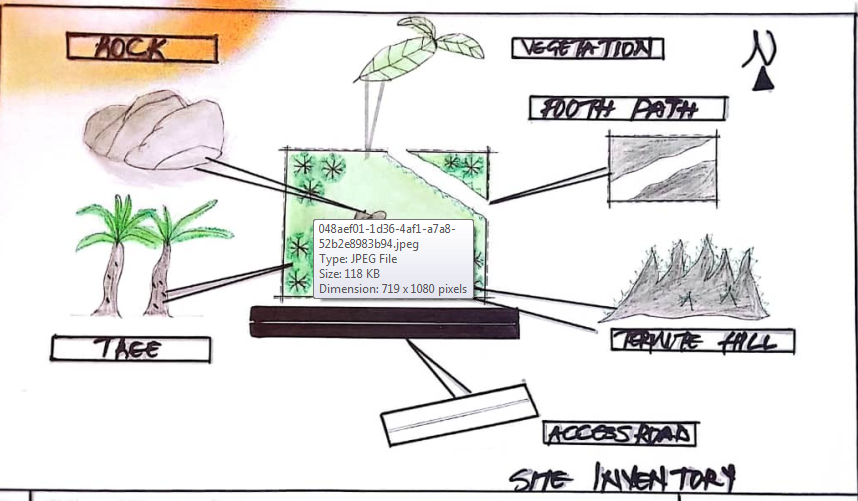 ROCK
VEGETATION
N
FOOTH PATH
048aef01-1d36-4af1-a7a8-
52b2e8983b94.jpeg
Type: JPEG File
Size: 118 KB
Dimension: 719 x 1080 pixels
TREE
TERMITE HILL
ACCESS ROAD
SITE INVENTORY